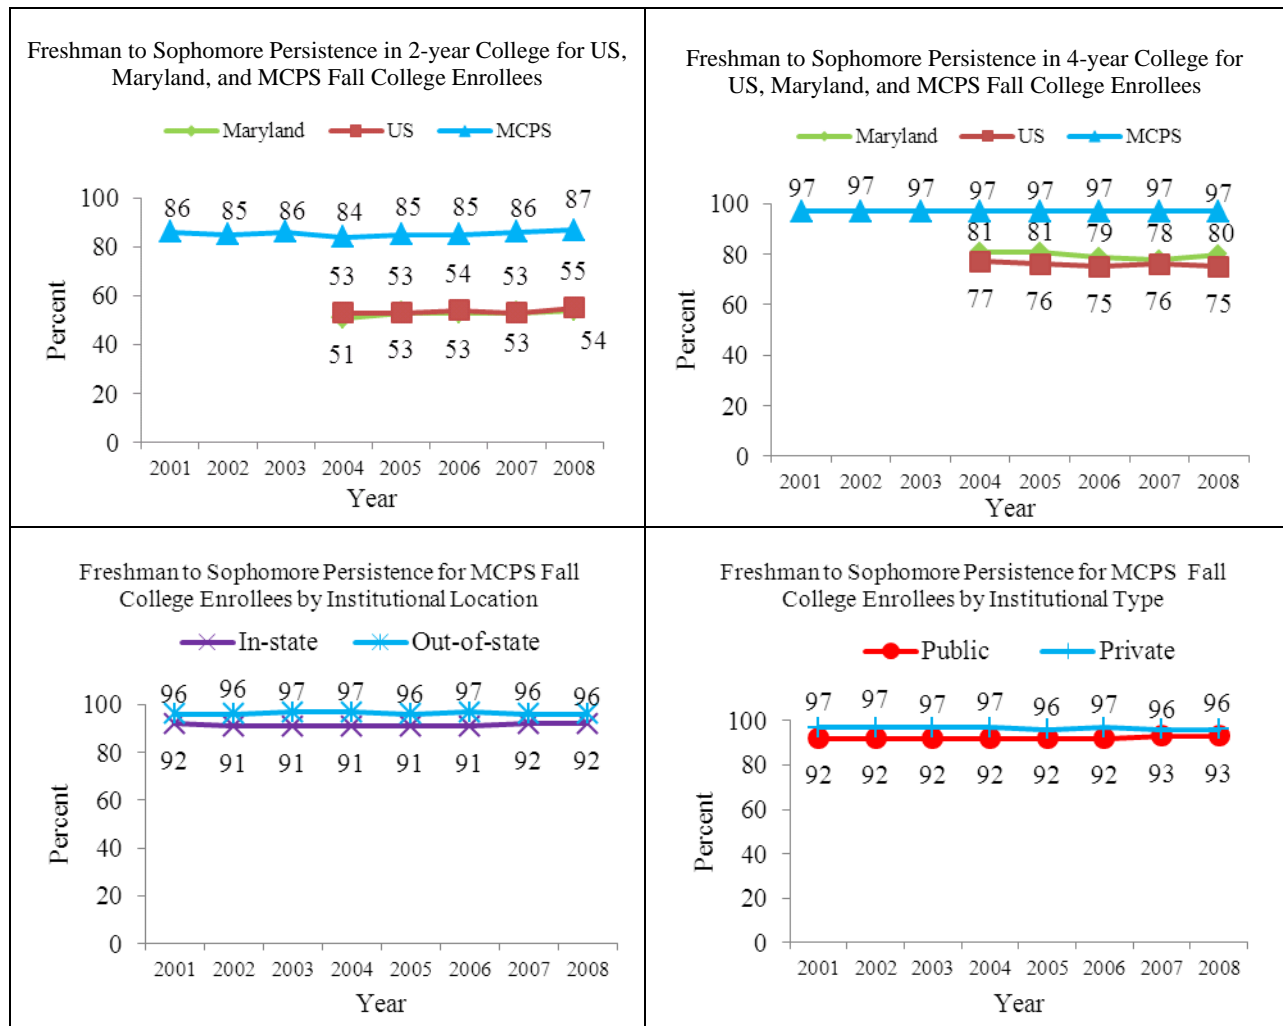 Freshman to Sophomore Persistence in 2-year College for US,
Maryland, and MCPS Fall College Enrollees
Maryland US MCPS
100
80
60
40
20
0
Percent
86 85 86 84 85 85 86 87
53 53 54 53 55
51 53 53 53 54
2001 2002 2003 2004 2005 2006 2007 2008
Year
Freshman to Sophomore Persistence in 4-year College for
US, Maryland, and MCPS Fall College Enrollees
Maryland US MCPS
100
80
60
40
20
0
Percent
97 97 97 97 97 97 97 97
81 81 79 78 80
77 76 75 76 75
2001 2002 2003 2004 2005 2006 2007 2008
Year
Freshman to Sophomore Persistence for MCPS Fall
College Enrollees by Institutional Location
In-state Out-of-state
100
80
60
40
20
0
Percent
96 96 97 97 96 97 96 96
92 91 91 91 91 91 92 92
2001 2002 2003 2004 2005 2006 2007 2008
Year
Freshman to Sophomore Persistence for MCPS Fall
College Enrollees by Institutional Type
Public Private
100
80
60
40
20
0
Percent
97 97 97 97 96 97 96 96
92 92 92 92 92 92 93 93
2001 2002 2003 2004 2005 2006 2007 2008
Year